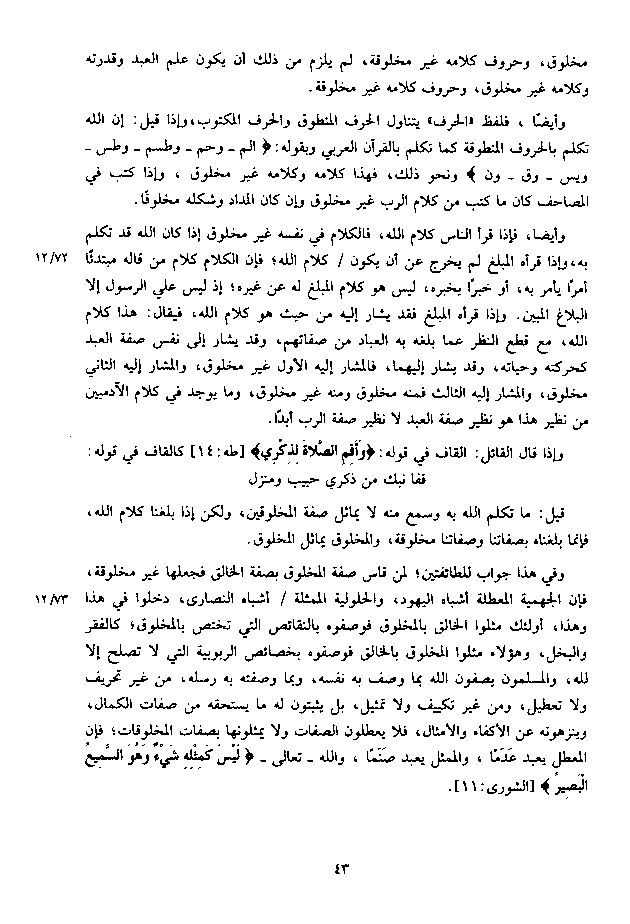 مخلوق، وحروف كلامه غير مخلوقة، لم يلزم من ذلك أن يكون علم العبد وقدرته
وكلامه غير مخلوق، وحروف كلامه غير مخلوقة.
وأيضًا ، فلفظ «الحرف» يتناول الحرف المنطوق والحرف المكتوب،وإذا قيل: إن الله
تكلم بالحروف المنطوقة كما تكلم بالقرآن العربي وبقوله: ﴿ الـم ـ وحـم ـ وطسم ـ وطس ـ
ويس ـ وق ـ ون ﴾ ونحو ذلك، فهذا كلامه وكلامه غير مخلوق ، وإذا كتب في
المصاحف كان ما كتب من كلام الرب غير مخلوق وإن كان المداد وشكله مخلوقًا.
وأيضا، فإذا قرأ الناس كلام الله، فالكلام في نفسه غير مخلوق إذا كان الله قد تكلم
١٢/٧٢ به،وإذا قرأه المبلغ لم يخرج عن أن يكون / كلام الله؛ فإن الكلام كلام من قاله مبتدئًا
أمرًا يأمر به، أو خبرًا يخبره، ليس هو كلام المبلغ له عن غيره؛ إذ ليس على الرسول إلا
البلاغ المبين. وإذا قرأه المبلغ فقد يشار إليه من حيث هو كلام الله، فيقال: هذا كلام
الله، مع قطع النظر عما بلغه به العباد من صفاتهم، وقد يشار إلى نفس صفة العبد
كحركته وحياته، وقد يشار إليهما، فالمشار إليه الأول غير مخلوق، والمشار إليه الثاني
مخلوق، والمشار إليه الثالث فمنه مخلوق ومنه غير مخلوق، وما يوجد في كلام الآدميين
من نظير هذا هو نظير صفة العبد لا نظير صفة الرب أبدًا.
وإذا قال القائل: القاف في قوله: ﴿وَأَقِمِ الصَّلاةَ لِذِكْرِي﴾ [طه:١٤] كالقاف في قوله:
قفا نبك من ذكرى حبيب ومنزل
قيل: ما تكلم الله به وسمع منه لا يماثل صفة المخلوقين، ولكن إذا بلغنا كلام الله،
فإنما بلغناه بصفاتنا وصفاتنا مخلوقة، والمخلوق يماثل المخلوق.
وفي هذا جواب للطائفتين؛ لمن قاس صفة المخلوق بصفة الخالق فجعلها غير مخلوقة،
١٢/٧٣ فإن الجهمية المعطلة أشباه اليهود، والحلولية الممثلة / أشباه النصارى، دخلوا في هذا
وهذا، أولئك مثلوا الخالق بالمخلوق فوصفوه بالنقائص التي تختص بالمخلوق؛ كالفقر
والبخل، وهؤلاء مثلوا المخلوق بالخالق فوصفوه بخصائص الربوبية التي لا تصلح إلا
لله، والمسلمون يصفون الله بما وصف به نفسه، وبما وصفته به رسله، من غير تحريف
ولا تعطيل، ومن غير تكييف ولا تمثيل، بل يثبتون له ما يستحقه من صفات الكمال،
وينزهونه عن الأكفاء والأمثال، فلا يعطلون الصفات ولا يمثلونها بصفات المخلوقات؛ فإن
المعطل يعبد عَدَمًا ، والممثل يعبد صنَمًا ، والله ـ تعالى ـ ﴿ لَيْسَ كَمِثْلِهِ شَيْءٌ وَهُوَ السَّمِيعُ
الْبَصِيرُ ﴾ [الشورى:١١].
٤٣